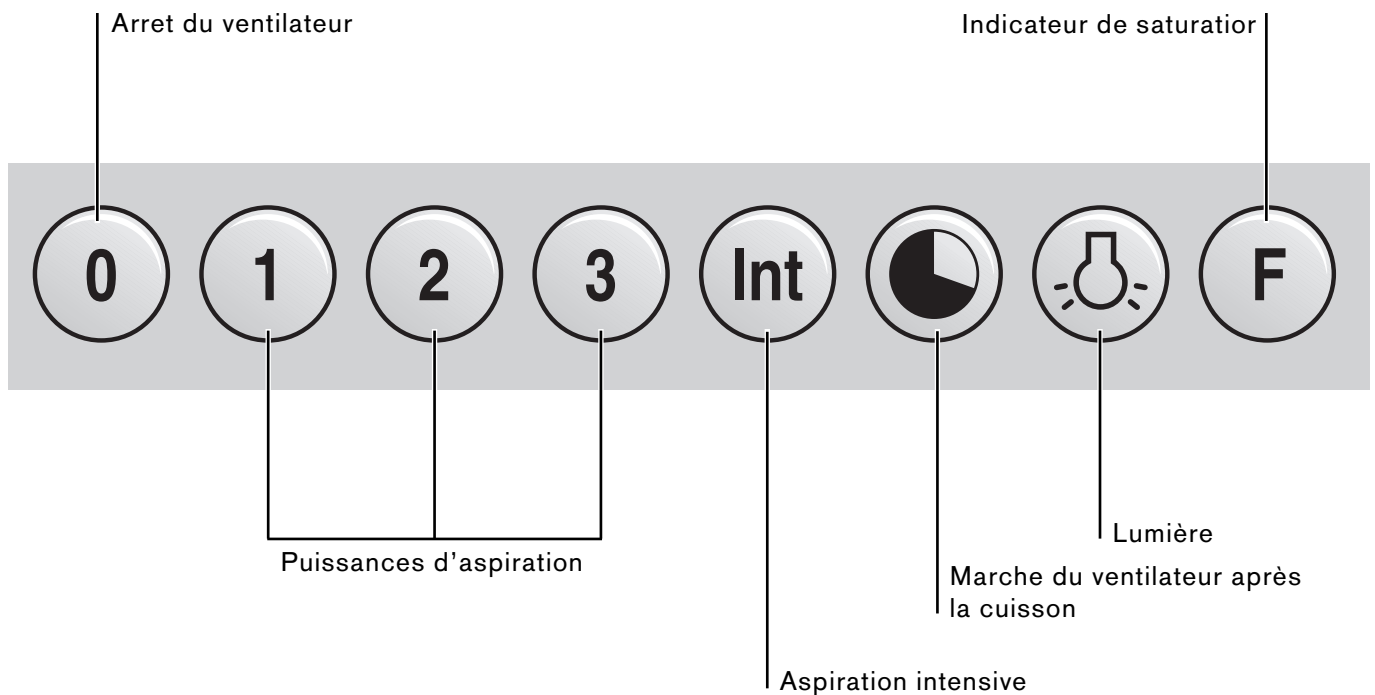 Arret du ventilateur
Indicateur de saturatior
0 1 2 3 Int F
Puissances d'aspiration
Lumière
Marche du ventilateur après
la cuisson
Aspiration intensive